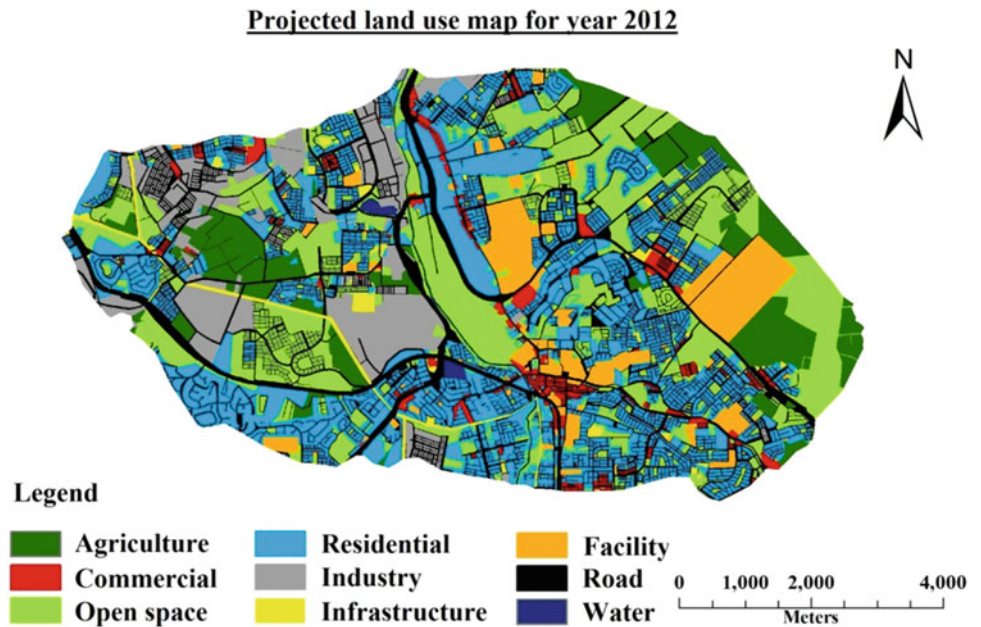 Projected land use map for year 2012
N
Legend
Agriculture Residential Facility
Commercial Industry Road
Open space Infrastructure Water
0 1,000 2,000 4,000
Meters